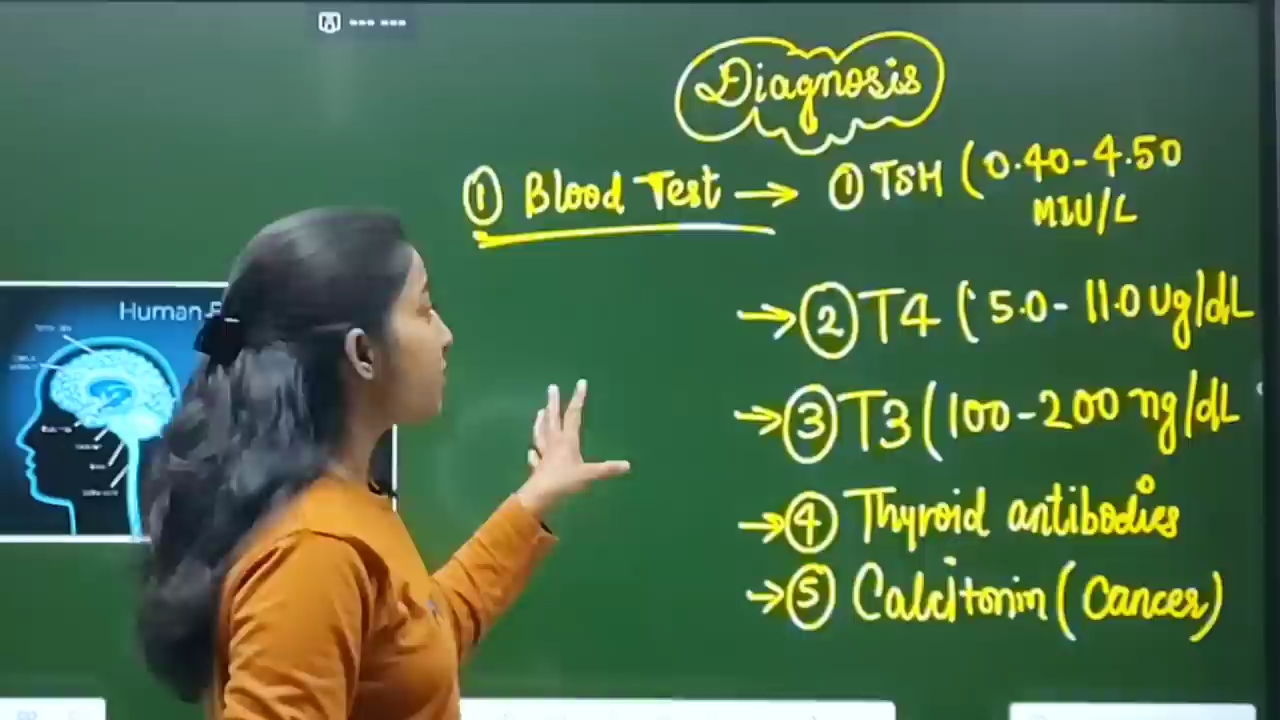 Diagnosis
① Blood Test → ① TSH (0.40-4.50
MIU/L
→ ② T4 (5.0- 11.0 ug/dL
→ ③ T3 (100-200 ng/dL
→ ④ Thyroid antibodies
→ ⑤ Calcitonin (Cancer)
Human